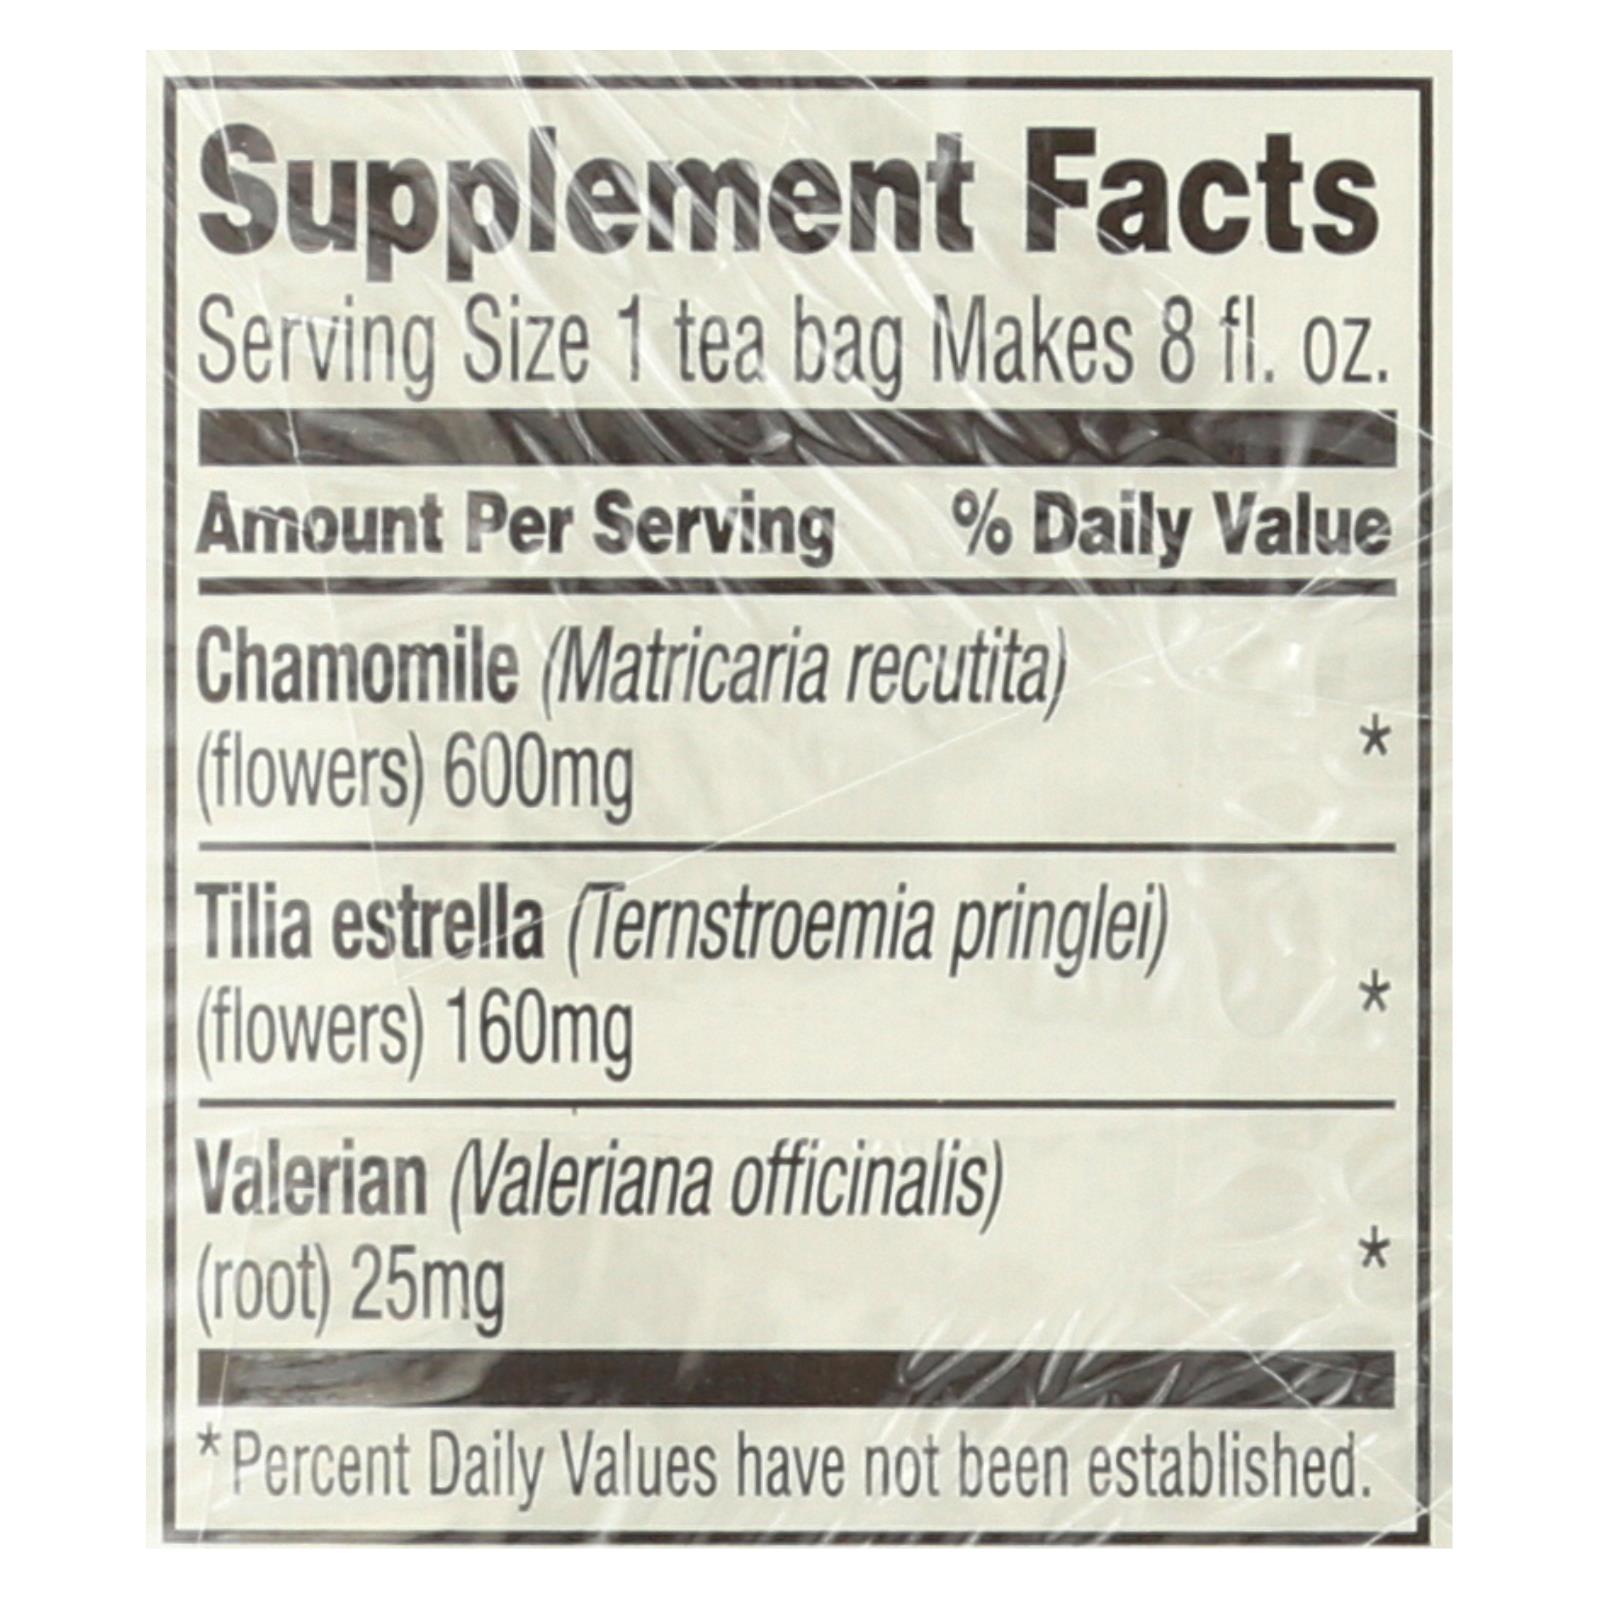 Supplement Facts
Serving Size 1 tea bag Makes 8 fl. oz.
Amount Per Serving % Daily Value
Chamomile (Matricaria recutita)
(flowers) 600mg *
Tilia estrella (Ternstroemia pringlei)
(flowers) 160mg *
Valerian (Valeriana officinalis)
(root) 25mg *
*Percent Daily Values have not been established.